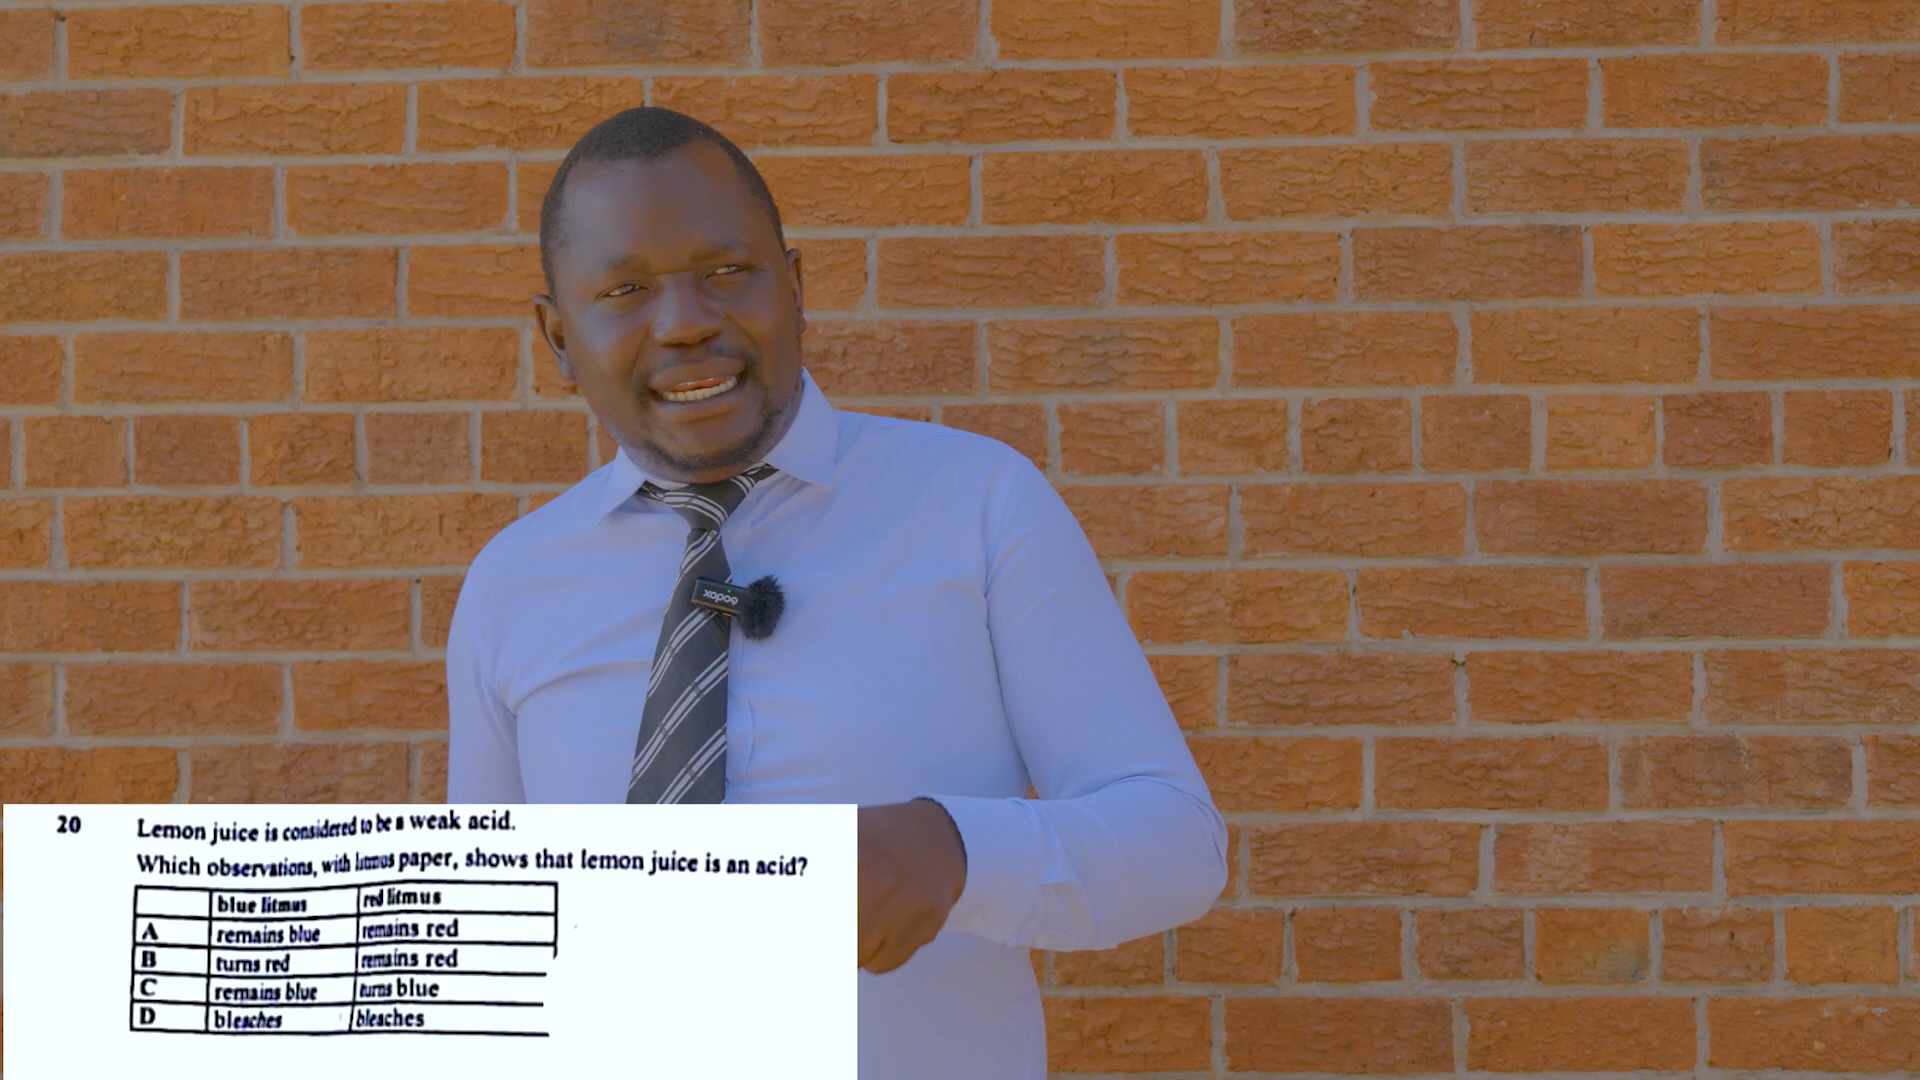 Godox
20 Lemon juice is considered to be a weak acid.
Which observations, with litmus paper, shows that lemon juice is an acid?
blue litmus red litmus
A remains blue remains red
B turns red remains red
C remains blue turns blue
D bleaches bleaches